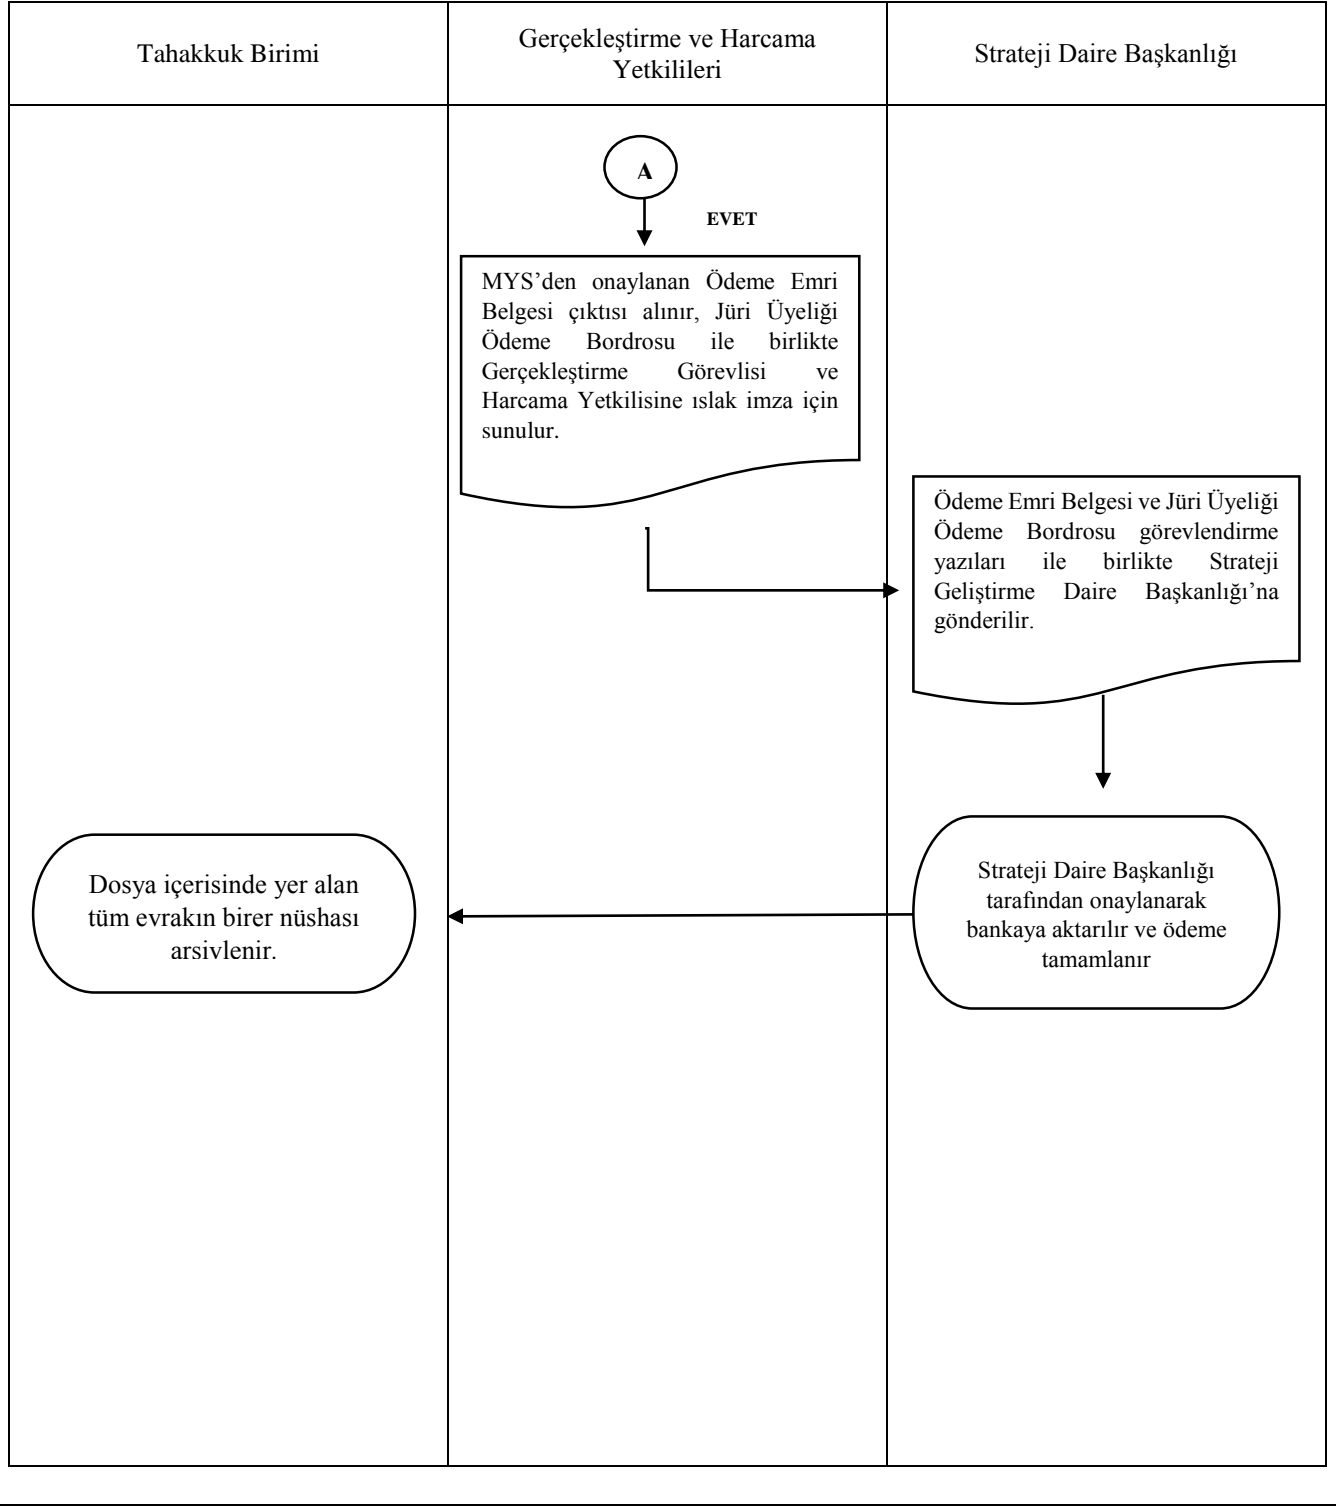 Tahakkuk Birimi
Gerçekleştirme ve Harcama
Yetkilileri
Strateji Daire Başkanlığı
A
EVET
MYS’den onaylanan Ödeme Emri
Belgesi çıktısı alınır, Jüri Üyeliği
Ödeme Bordrosu ile birlikte
Gerçekleştirme Görevlisi ve
Harcama Yetkilisine ıslak imza için
sunulur.
Ödeme Emri Belgesi ve Jüri Üyeliği
Ödeme Bordrosu görevlendirme
yazıları ile birlikte Strateji
Geliştirme Daire Başkanlığı’na
gönderilir.
Strateji Daire Başkanlığı
tarafından onaylanarak
bankaya aktarılır ve ödeme
tamamlanır
Dosya içerisinde yer alan
tüm evrakın birer nüshası
arsivlenir.